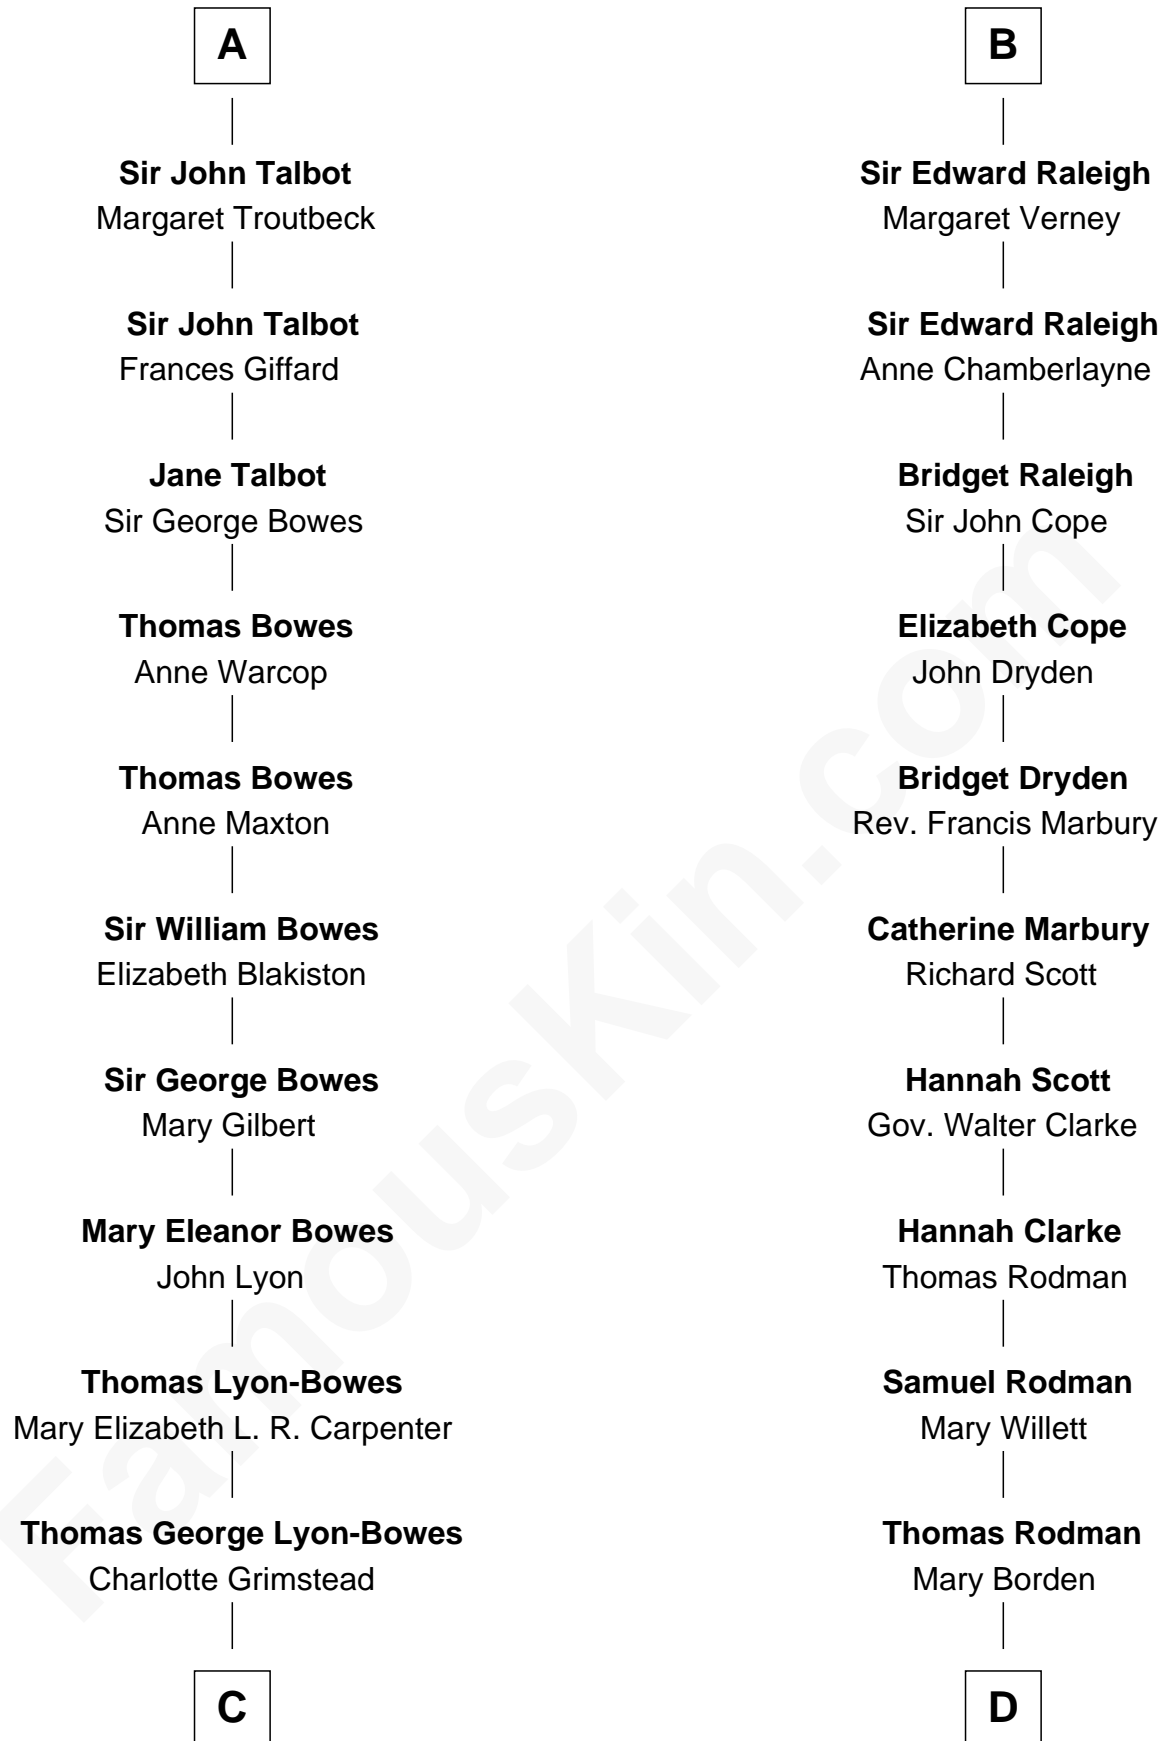 A
Sir John Talbot
Margaret Troutbeck
Sir John Talbot
Frances Giffard
Jane Talbot
Sir George Bowes
Thomas Bowes
Anne Warcop
Thomas Bowes
Anne Maxton
Sir William Bowes
Elizabeth Blakiston
Sir George Bowes
Mary Gilbert
Mary Eleanor Bowes
John Lyon
Thomas Lyon-Bowes
Mary Elizabeth L. R. Carpenter
Thomas George Lyon-Bowes
Charlotte Grimstead
C
B
Sir Edward Raleigh
Margaret Verney
Sir Edward Raleigh
Anne Chamberlayne
Bridget Raleigh
Sir John Cope
Elizabeth Cope
John Dryden
Bridget Dryden
Rev. Francis Marbury
Catherine Marbury
Richard Scott
Hannah Scott
Gov. Walter Clarke
Hannah Clarke
Thomas Rodman
Samuel Rodman
Mary Willett
Thomas Rodman
Mary Borden
D
FamousKin.com